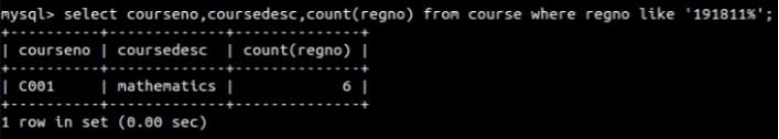 mysql> select courseno,coursedesc,count(regno) from course where regno like '191811%';
+----------+-------------+--------------+
| courseno | coursedesc | count(regno) |
+----------+-------------+--------------+
| C001 | mathematics | 6 |
+----------+-------------+--------------+
1 row in set (0.00 sec)